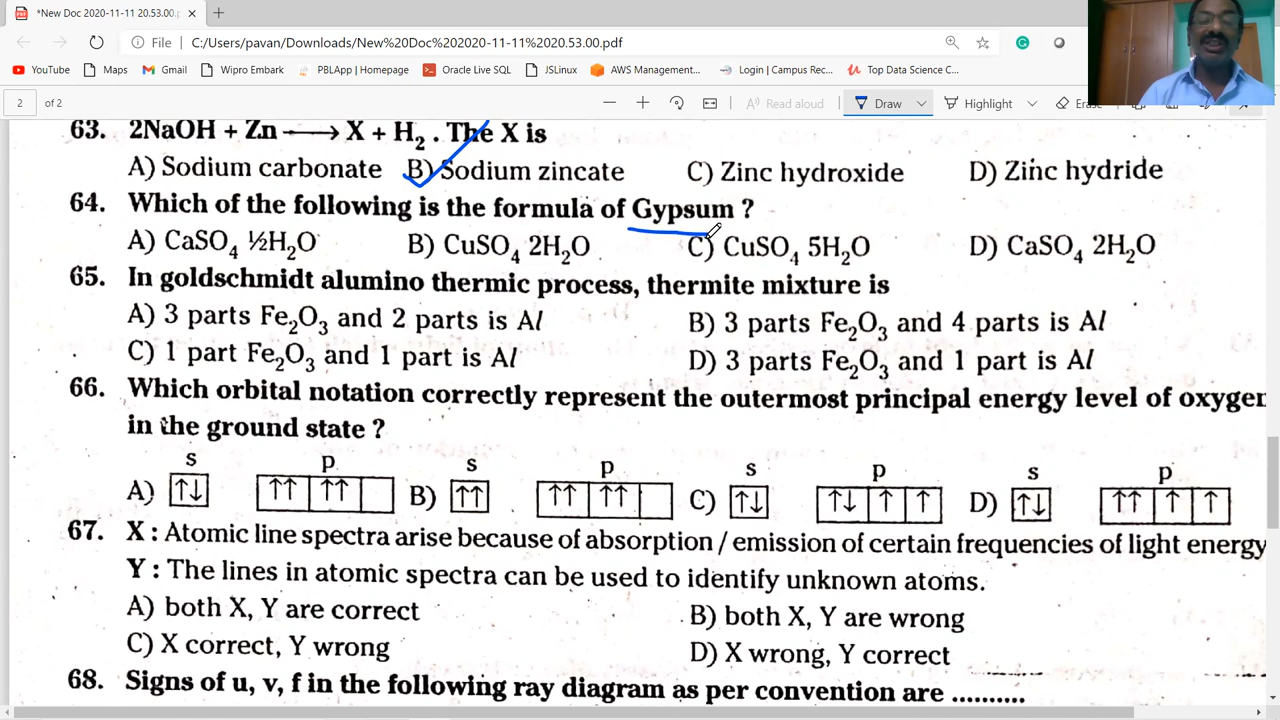 *New Doc 2020-11-11 20.53.00.p
File C:/Users/pavan/Downloads/New%20Doc%202020-11-11%2020.53.00.pdf
YouTube Maps Gmail Wipro Embark PBLApp | Homepage Oracle Live SQL JSLinux AWS Management... Login | Campus Rec... Top Data Science C...
2 of 2 Read aloud Draw Highlight Erase
63. 2NaOH + Zn ⟶ X + H₂ . The X is
A) Sodium carbonate B) Sodium zincate C) Zinc hydroxide D) Zinc hydride
64. Which of the following is the formula of Gypsum ?
A) CaSO₄ ½H₂O B) CuSO₄ 2H₂O C) CuSO₄ 5H₂O D) CaSO₄ 2H₂O
65. In goldschmidt alumino thermic process, thermite mixture is
A) 3 parts Fe₂O₃ and 2 parts is Al B) 3 parts Fe₂O₃ and 4 parts is Al
C) 1 part Fe₂O₃ and 1 part is Al D) 3 parts Fe₂O₃ and 1 part is Al
66. Which orbital notation correctly represent the outermost principal energy level of oxygen
in the ground state ?
s p s p s p s p
A) ↑↓ ↑↑ ↑↑ B) ↑↑ ↑↑ ↑↑ C) ↑↓ ↑↓ ↑ ↑ D) ↑↓ ↑↑ ↑ ↑
67. X : Atomic line spectra arise because of absorption / emission of certain frequencies of light energy
Y : The lines in atomic spectra can be used to identify unknown atoms.
A) both X, Y are correct B) both X, Y are wrong
C) X correct, Y wrong D) X wrong, Y correct
68. Signs of u, v, f in the following ray diagram as per convention are ..........